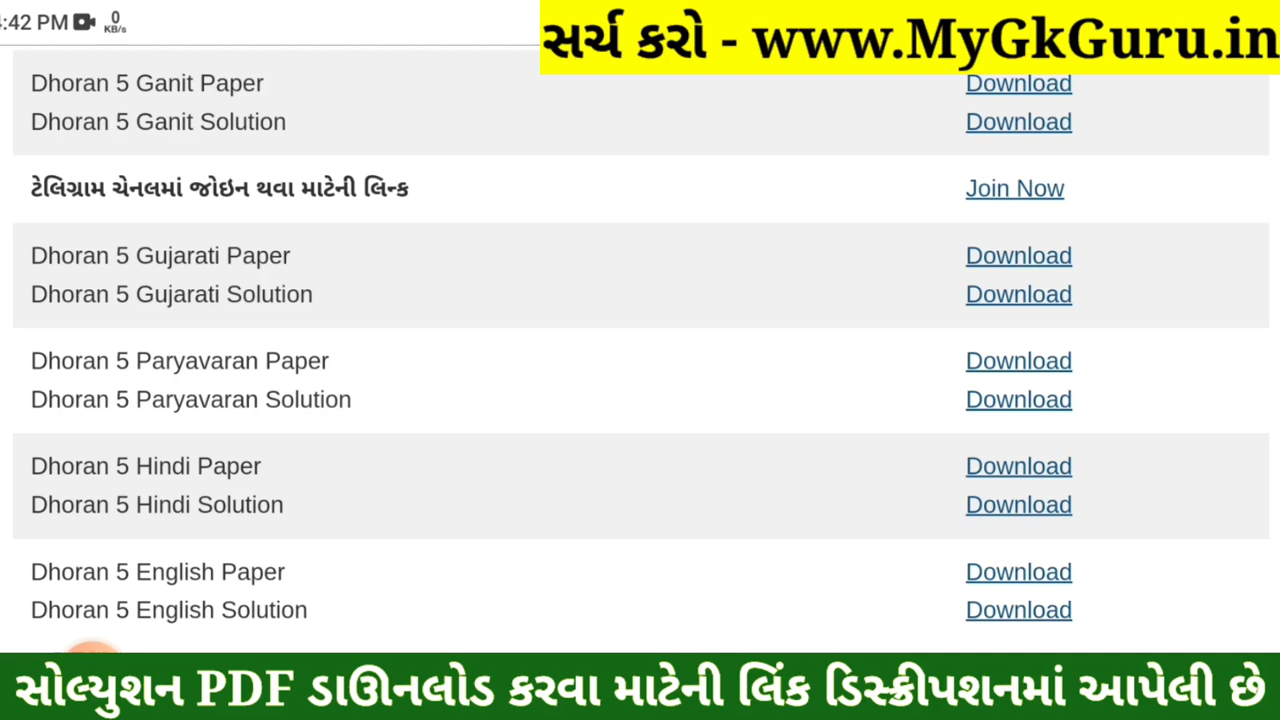 :42 PM 0 KB/s
સર્ચ કરો - www.MyGkGuru.in
Dhoran 5 Ganit Paper Download
Dhoran 5 Ganit Solution Download
ટેલિગ્રામ ચેનલમાં જોઇન થવા માટેની લિન્ક Join Now
Dhoran 5 Gujarati Paper Download
Dhoran 5 Gujarati Solution Download
Dhoran 5 Paryavaran Paper Download
Dhoran 5 Paryavaran Solution Download
Dhoran 5 Hindi Paper Download
Dhoran 5 Hindi Solution Download
Dhoran 5 English Paper Download
Dhoran 5 English Solution Download
સોલ્યુશન PDF ડાઊનલોડ કરવા માટેની લિંક ડિસ્ક્રીપશનમાં આપેલી છે